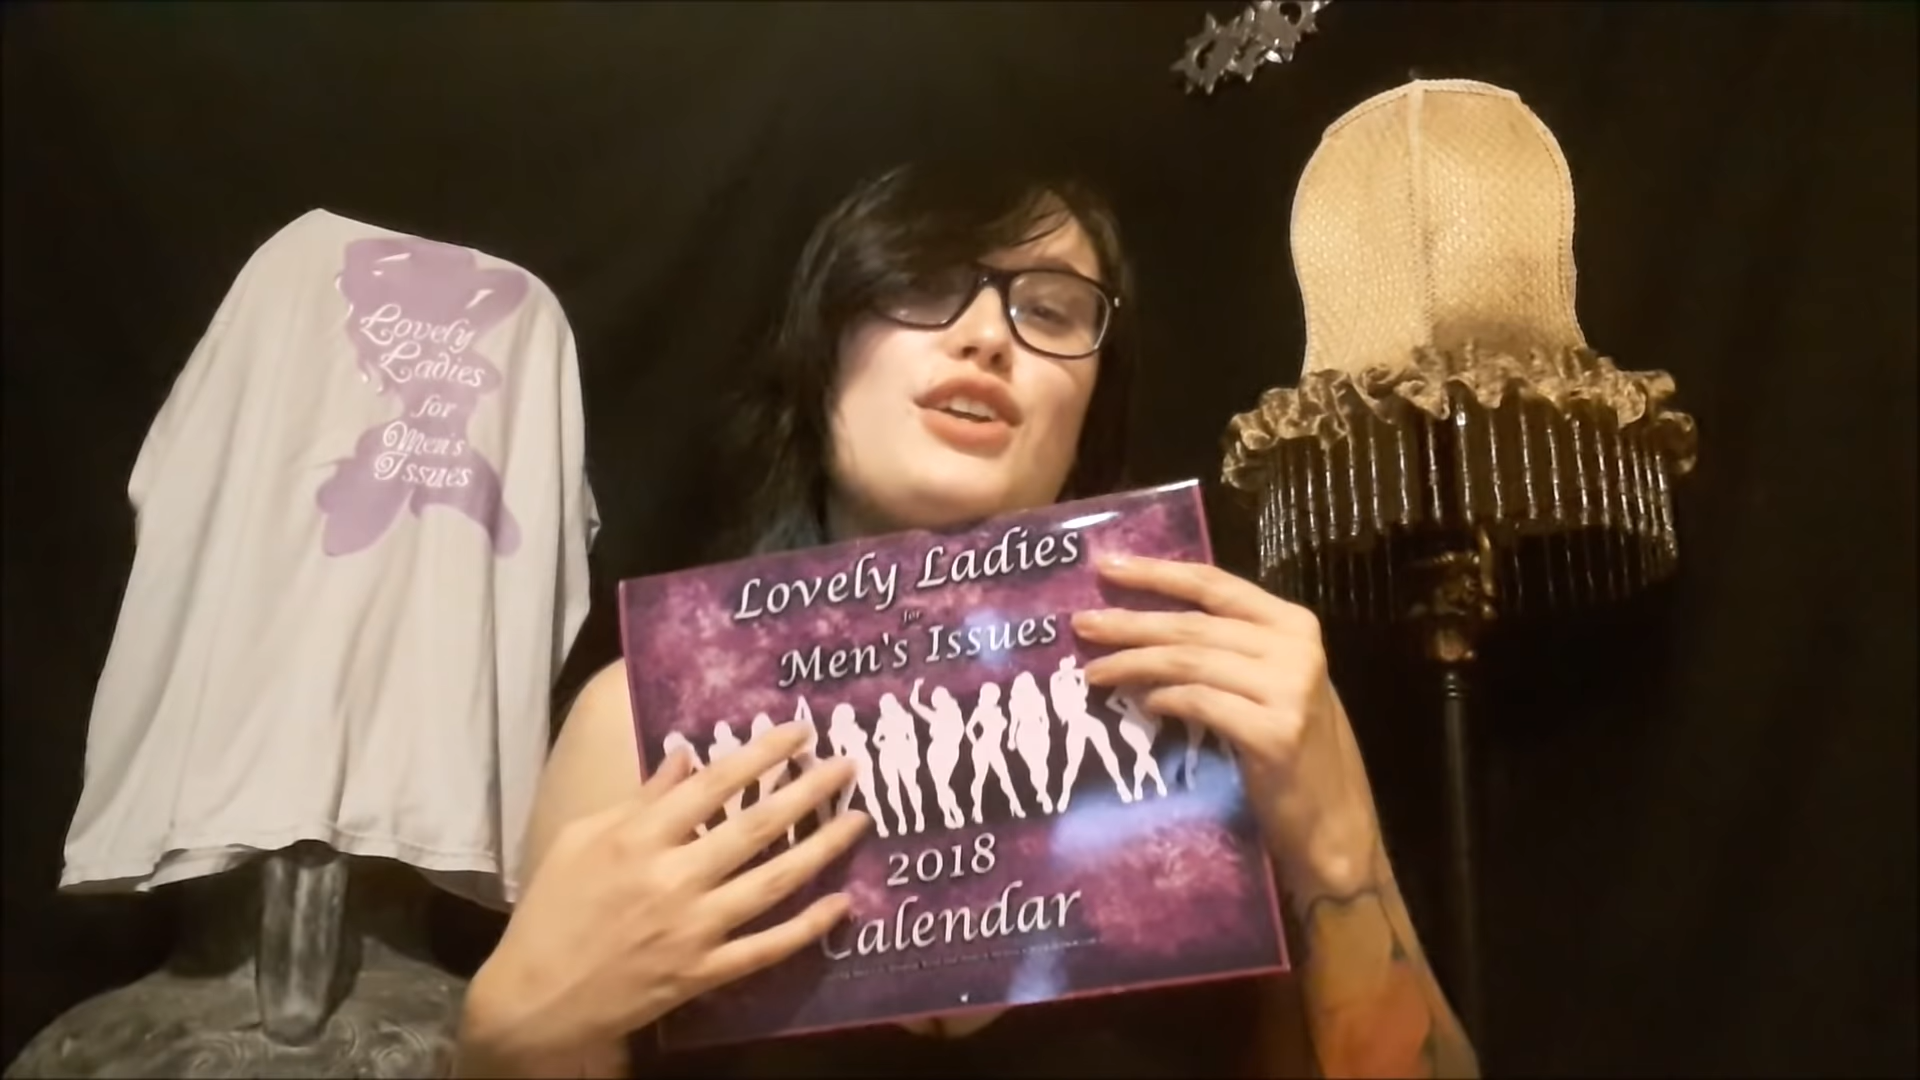 Lovely
Ladies
for
Men's
Issues
Lovely Ladies
for
Men's Issues
2018
Calendar